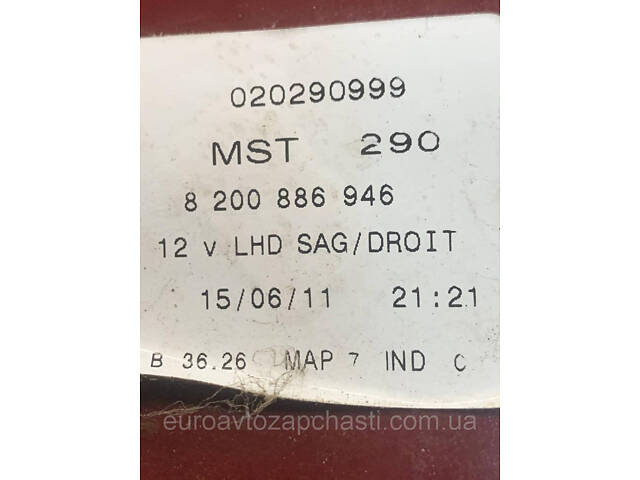 020290999
MST 290
8 200 886 946
12 v LHD SAG/DROIT
15/06/11 21:21
B 36.26 MAP 7 IND C
euroavtozapchasti.com.ua